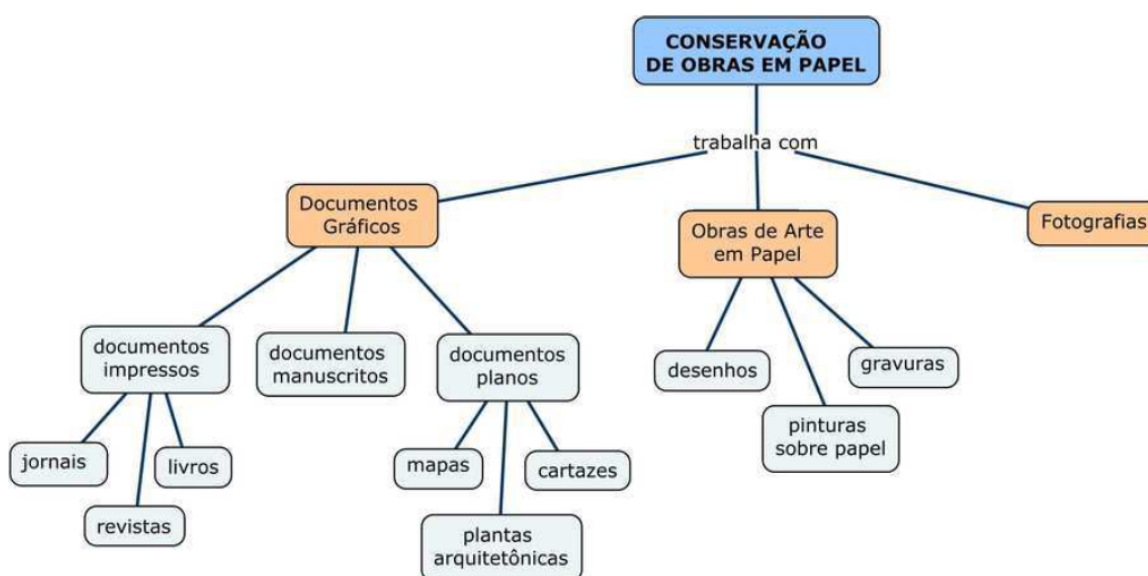 CONSERVAÇÃO
DE OBRAS EM PAPEL
trabalha com
Documentos
Gráficos
Obras de Arte
em Papel
Fotografias
documentos
impressos
documentos
manuscritos
documentos
planos
desenhos
gravuras
pinturas
sobre papel
jornais
livros
revistas
mapas
cartazes
plantas
arquitetônicas